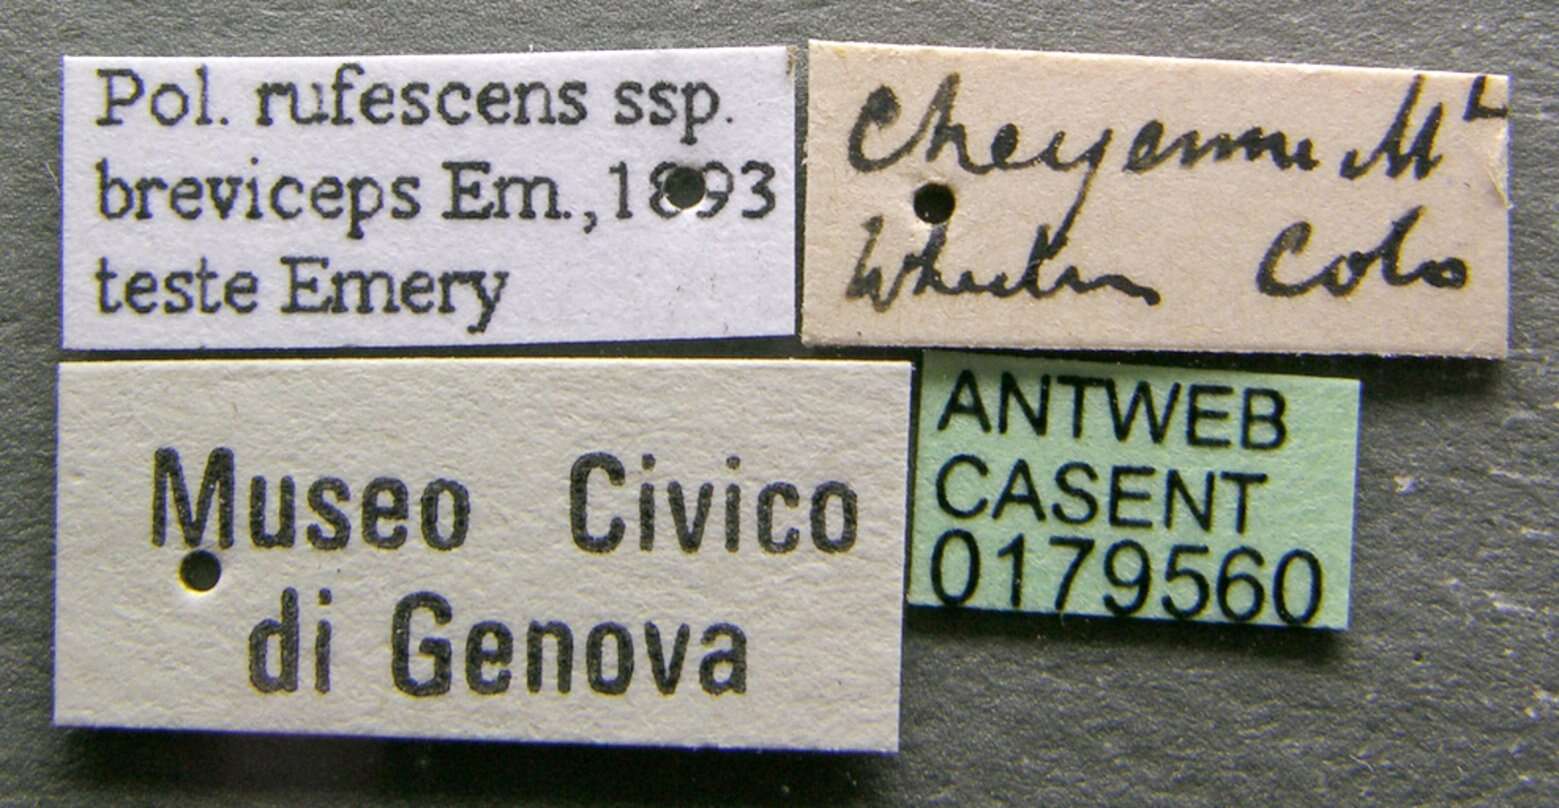 Pol. rufescens ssp.
breviceps Em., 1893
teste Emery
Cheyenne Mt
Wheeler Colo
Museo Civico
di Genova
ANTWEB
CASENT
0179560